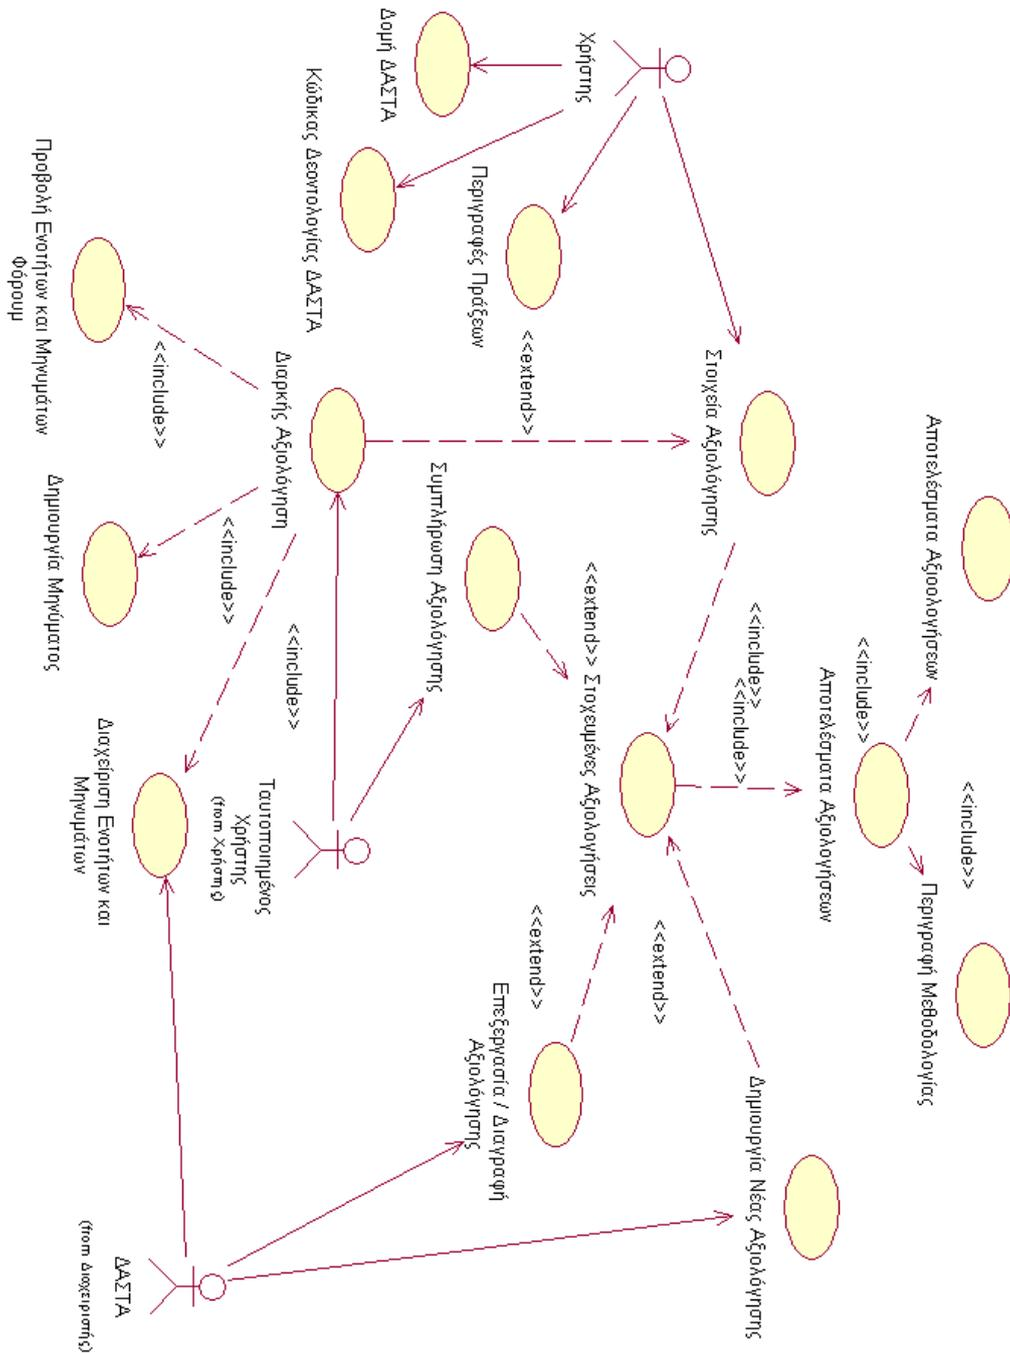 Χρήστης
Δομή ΔΑΣΤΑ
Κώδικας Δεοντολογίας ΔΑΣΤΑ
Περιγραφές Πράξεων
Στοιχεία Αξιολόγησης
<<extend>>
Διαρκής Αξιολόγηση
Προβολή Ενοτήτων και Μηνυμάτων
Φόρουμ
<<include>>
Δημιουργία Μηνύματος
<<include>>
Διαχείριση Ενοτήτων και
Μηνυμάτων
<<include>>
Συμπλήρωση Αξιολόγησης
<<extend>>
Στοχευμένες Αξιολογήσεις
<<include>>
<<include>>
Αποτελέσματα Αξιολογήσεων
<<include>>
Αποτελέσματα Αξιολογήσεων
<<include>>
Περιγραφή Μεθοδολογίας
Ταυτοποιημένος
Χρήστης
(from Χρήστης)
<<extend>>
<<extend>>
Επεξεργασία / Διαγραφή
Αξιολόγησης
Δημιουργία Νέας Αξιολόγησης
ΔΑΣΤΑ
(from Διαχειριστής)